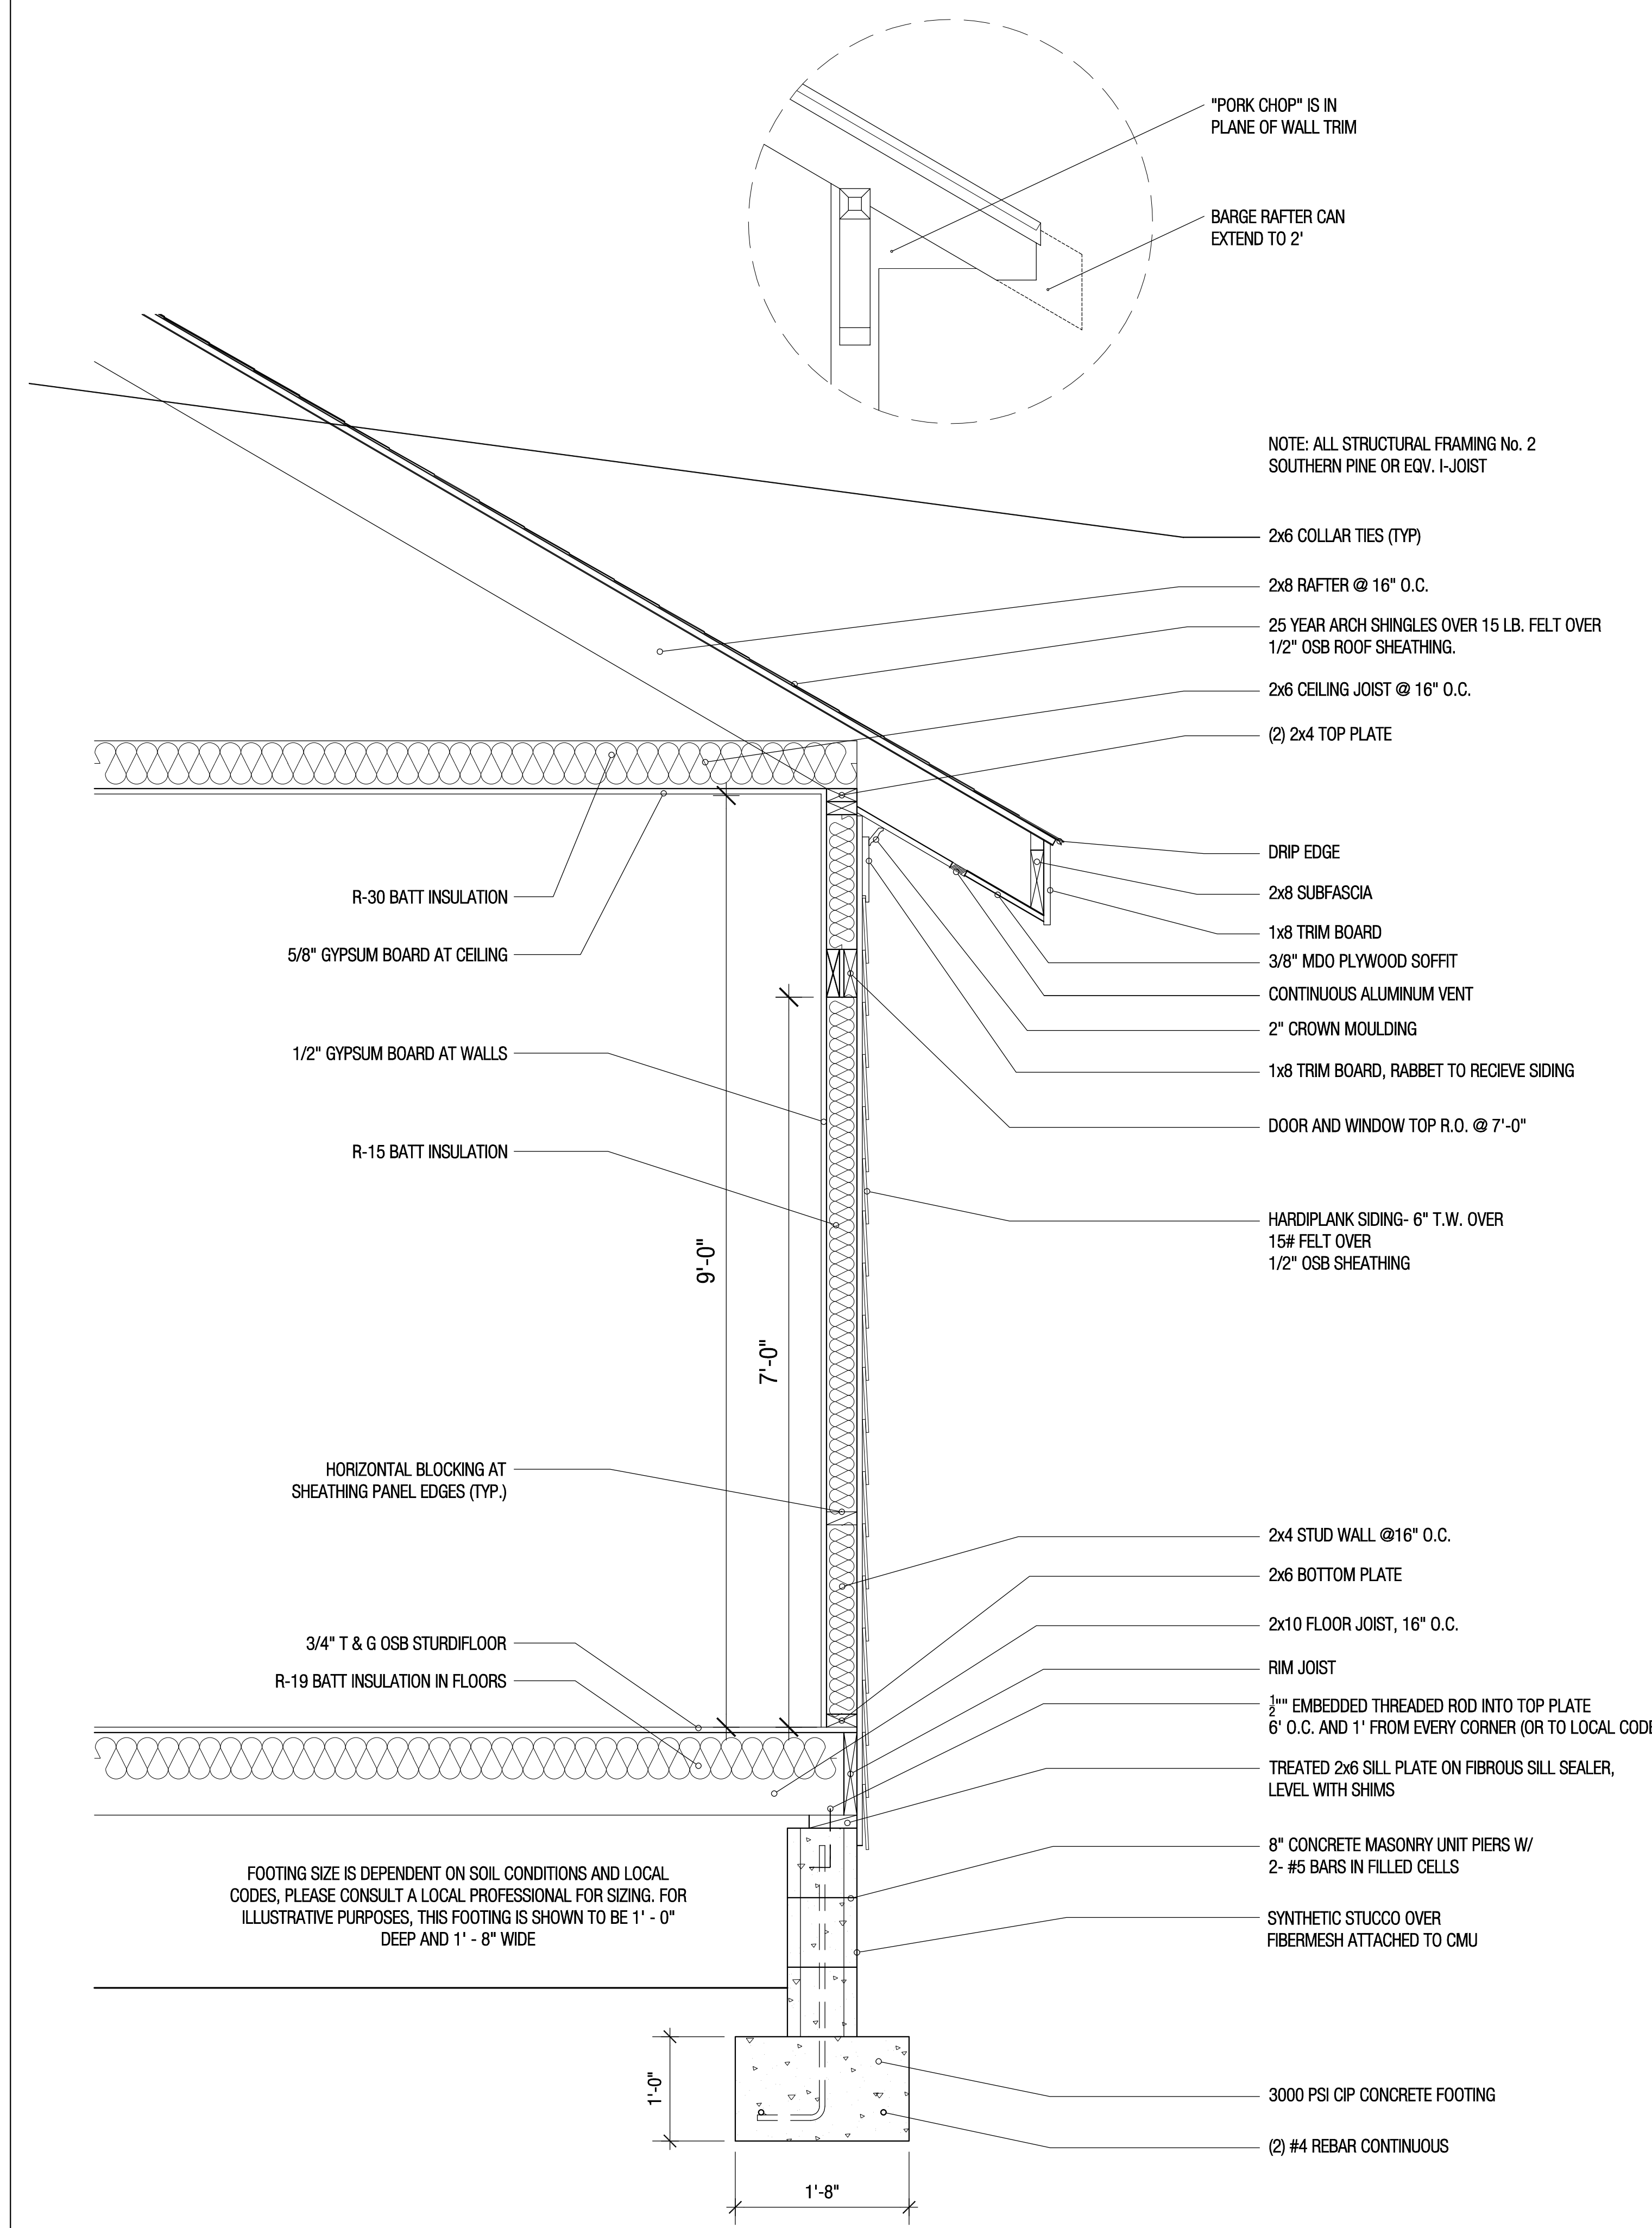 "PORK CHOP" IS IN
PLANE OF WALL TRIM
BARGE RAFTER CAN
EXTEND TO 2'
NOTE: ALL STRUCTURAL FRAMING No. 2
SOUTHERN PINE OR EQV. I-JOIST
2x6 COLLAR TIES (TYP)
2x8 RAFTER @ 16" O.C.
25 YEAR ARCH SHINGLES OVER 15 LB. FELT OVER
1/2" OSB ROOF SHEATHING.
2x6 CEILING JOIST @ 16" O.C.
(2) 2x4 TOP PLATE
DRIP EDGE
2x8 SUBFASCIA
1x8 TRIM BOARD
3/8" MDO PLYWOOD SOFFIT
CONTINUOUS ALUMINUM VENT
2" CROWN MOULDING
1x8 TRIM BOARD, RABBET TO RECIEVE SIDING
DOOR AND WINDOW TOP R.O. @ 7'-0"
HARDIPLANK SIDING- 6" T.W. OVER
15# FELT OVER
1/2" OSB SHEATHING
R-30 BATT INSULATION
5/8" GYPSUM BOARD AT CEILING
1/2" GYPSUM BOARD AT WALLS
R-15 BATT INSULATION
9'-0"
7'-0"
HORIZONTAL BLOCKING AT
SHEATHING PANEL EDGES (TYP.)
3/4" T & G OSB STURDIFLOOR
R-19 BATT INSULATION IN FLOORS
2x4 STUD WALL @16" O.C.
2x6 BOTTOM PLATE
2x10 FLOOR JOIST, 16" O.C.
RIM JOIST
½"" EMBEDDED THREADED ROD INTO TOP PLATE
6' O.C. AND 1' FROM EVERY CORNER (OR TO LOCAL CODE
TREATED 2x6 SILL PLATE ON FIBROUS SILL SEALER,
LEVEL WITH SHIMS
8" CONCRETE MASONRY UNIT PIERS W/
2- #5 BARS IN FILLED CELLS
SYNTHETIC STUCCO OVER
FIBERMESH ATTACHED TO CMU
FOOTING SIZE IS DEPENDENT ON SOIL CONDITIONS AND LOCAL
CODES, PLEASE CONSULT A LOCAL PROFESSIONAL FOR SIZING. FOR
ILLUSTRATIVE PURPOSES, THIS FOOTING IS SHOWN TO BE 1' - 0"
DEEP AND 1' - 8" WIDE
1'-0"
3000 PSI CIP CONCRETE FOOTING
(2) #4 REBAR CONTINUOUS
1'-8"